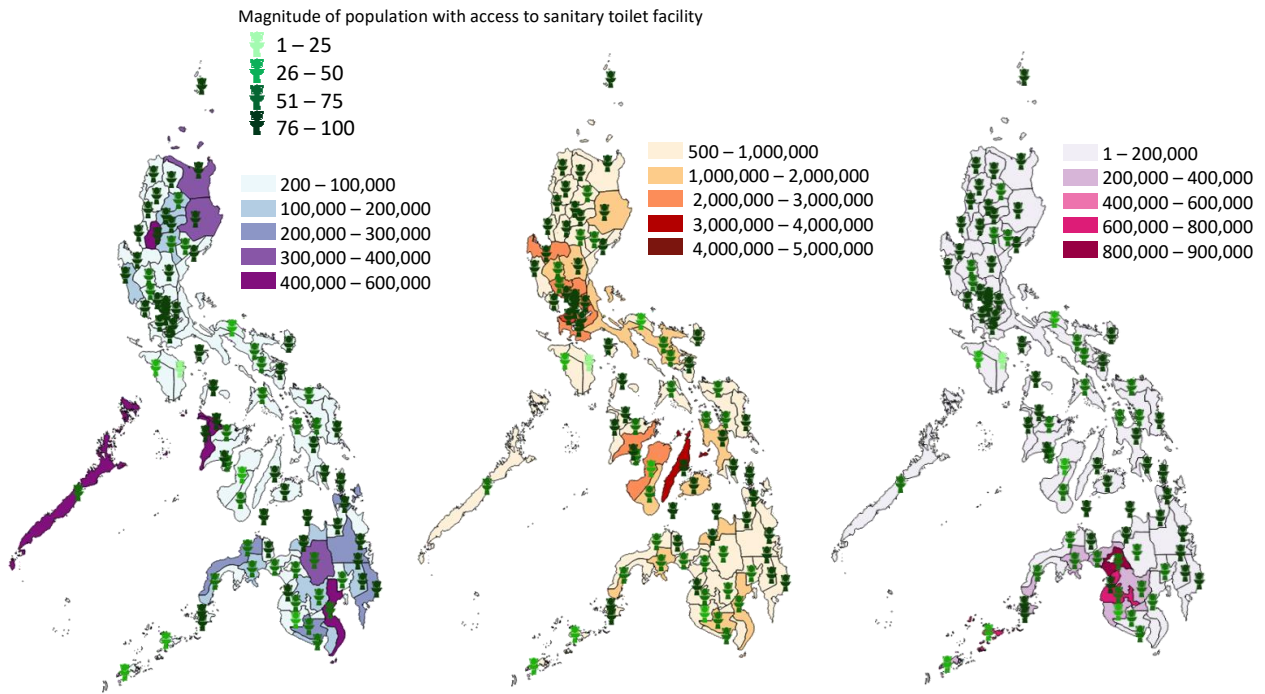 Magnitude of population with access to sanitary toilet facility
1 – 25
26 – 50
51 – 75
76 – 100
200 – 100,000
100,000 – 200,000
200,000 – 300,000
300,000 – 400,000
400,000 – 600,000
500 – 1,000,000
1,000,000 – 2,000,000
2,000,000 – 3,000,000
3,000,000 – 4,000,000
4,000,000 – 5,000,000
1 – 200,000
200,000 – 400,000
400,000 – 600,000
600,000 – 800,000
800,000 – 900,000